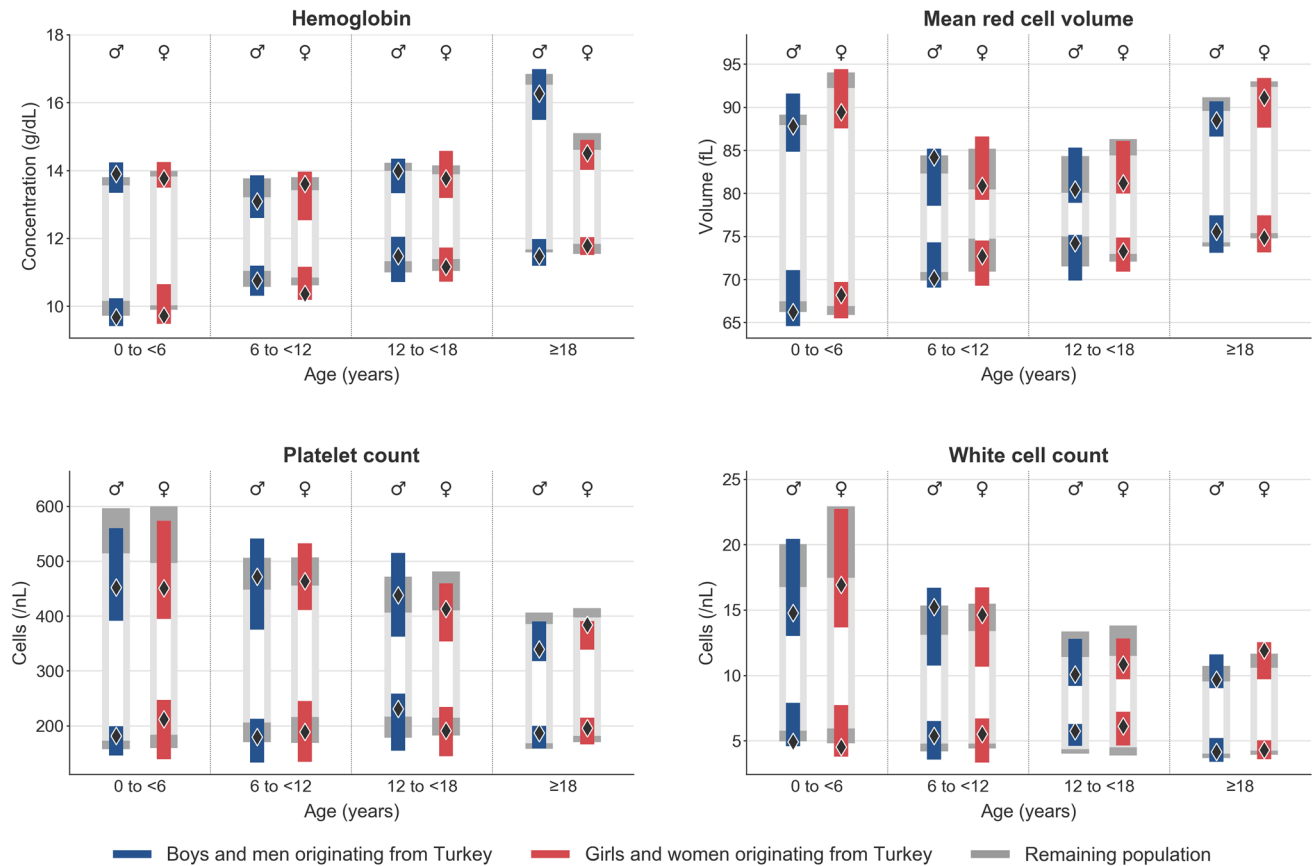 Hemoglobin
18
16
14
12
10
Concentration (g/dL)
♂ ♀ ♂ ♀ ♂ ♀ ♂ ♀
0 to <6 6 to <12 12 to <18 ≥18
Age (years)
Mean red cell volume
95
90
85
80
75
70
65
Volume (fL)
♂ ♀ ♂ ♀ ♂ ♀ ♂ ♀
0 to <6 6 to <12 12 to <18 ≥18
Age (years)
Platelet count
600
500
400
300
200
Cells (/nL)
♂ ♀ ♂ ♀ ♂ ♀ ♂ ♀
0 to <6 6 to <12 12 to <18 ≥18
Age (years)
White cell count
25
20
15
10
5
Cells (/nL)
♂ ♀ ♂ ♀ ♂ ♀ ♂ ♀
0 to <6 6 to <12 12 to <18 ≥18
Age (years)
Boys and men originating from Turkey Girls and women originating from Turkey Remaining population